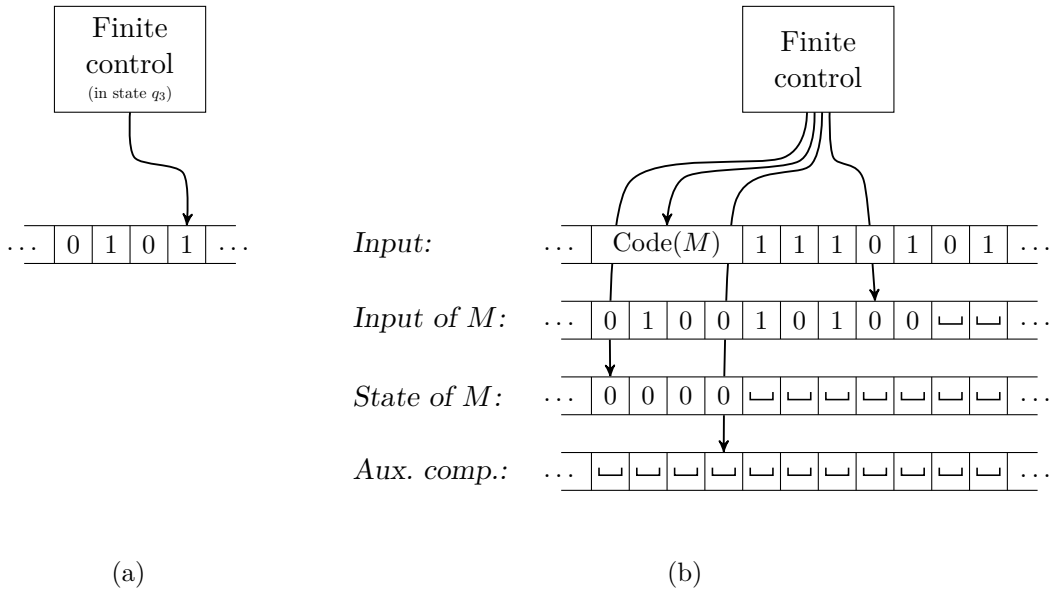 Finite
control
(in state q₃)
… 0 1 0 1 …
(a)
Finite
control
Input: … Code(M) 1 1 1 0 1 0 1 …
Input of M: … 0 1 0 0 1 0 1 0 0 ␣ ␣ …
State of M: … 0 0 0 0 ␣ ␣ ␣ ␣ ␣ ␣ ␣ …
Aux. comp.: … ␣ ␣ ␣ ␣ ␣ ␣ ␣ ␣ ␣ ␣ ␣ …
(b)